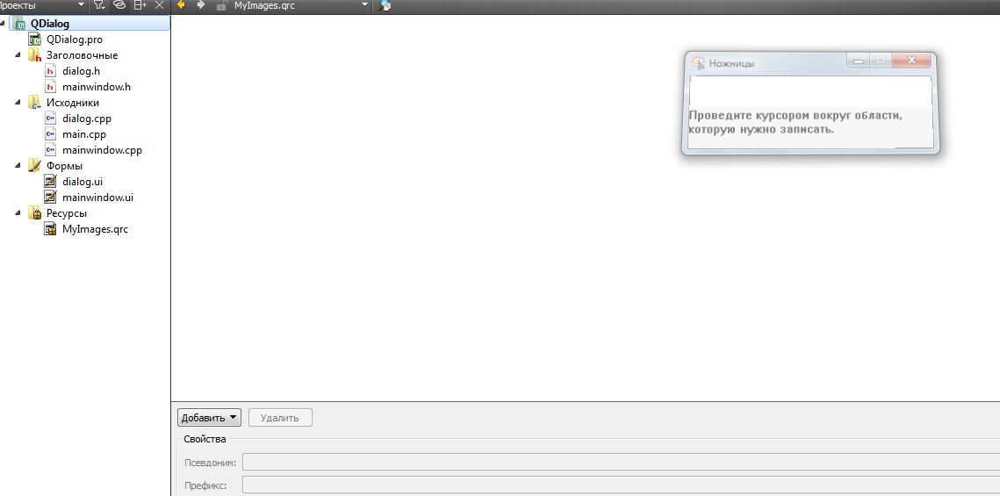 Проекты
MyImages.qrc
QDialog
QDialog.pro
Заголовочные
dialog.h
mainwindow.h
Исходники
dialog.cpp
main.cpp
mainwindow.cpp
Формы
dialog.ui
mainwindow.ui
Ресурсы
MyImages.qrc
Ножницы
Проведите курсором вокруг области,
которую нужно записать.
Добавить
Удалить
Свойства
Псевдоним:
Префикс: